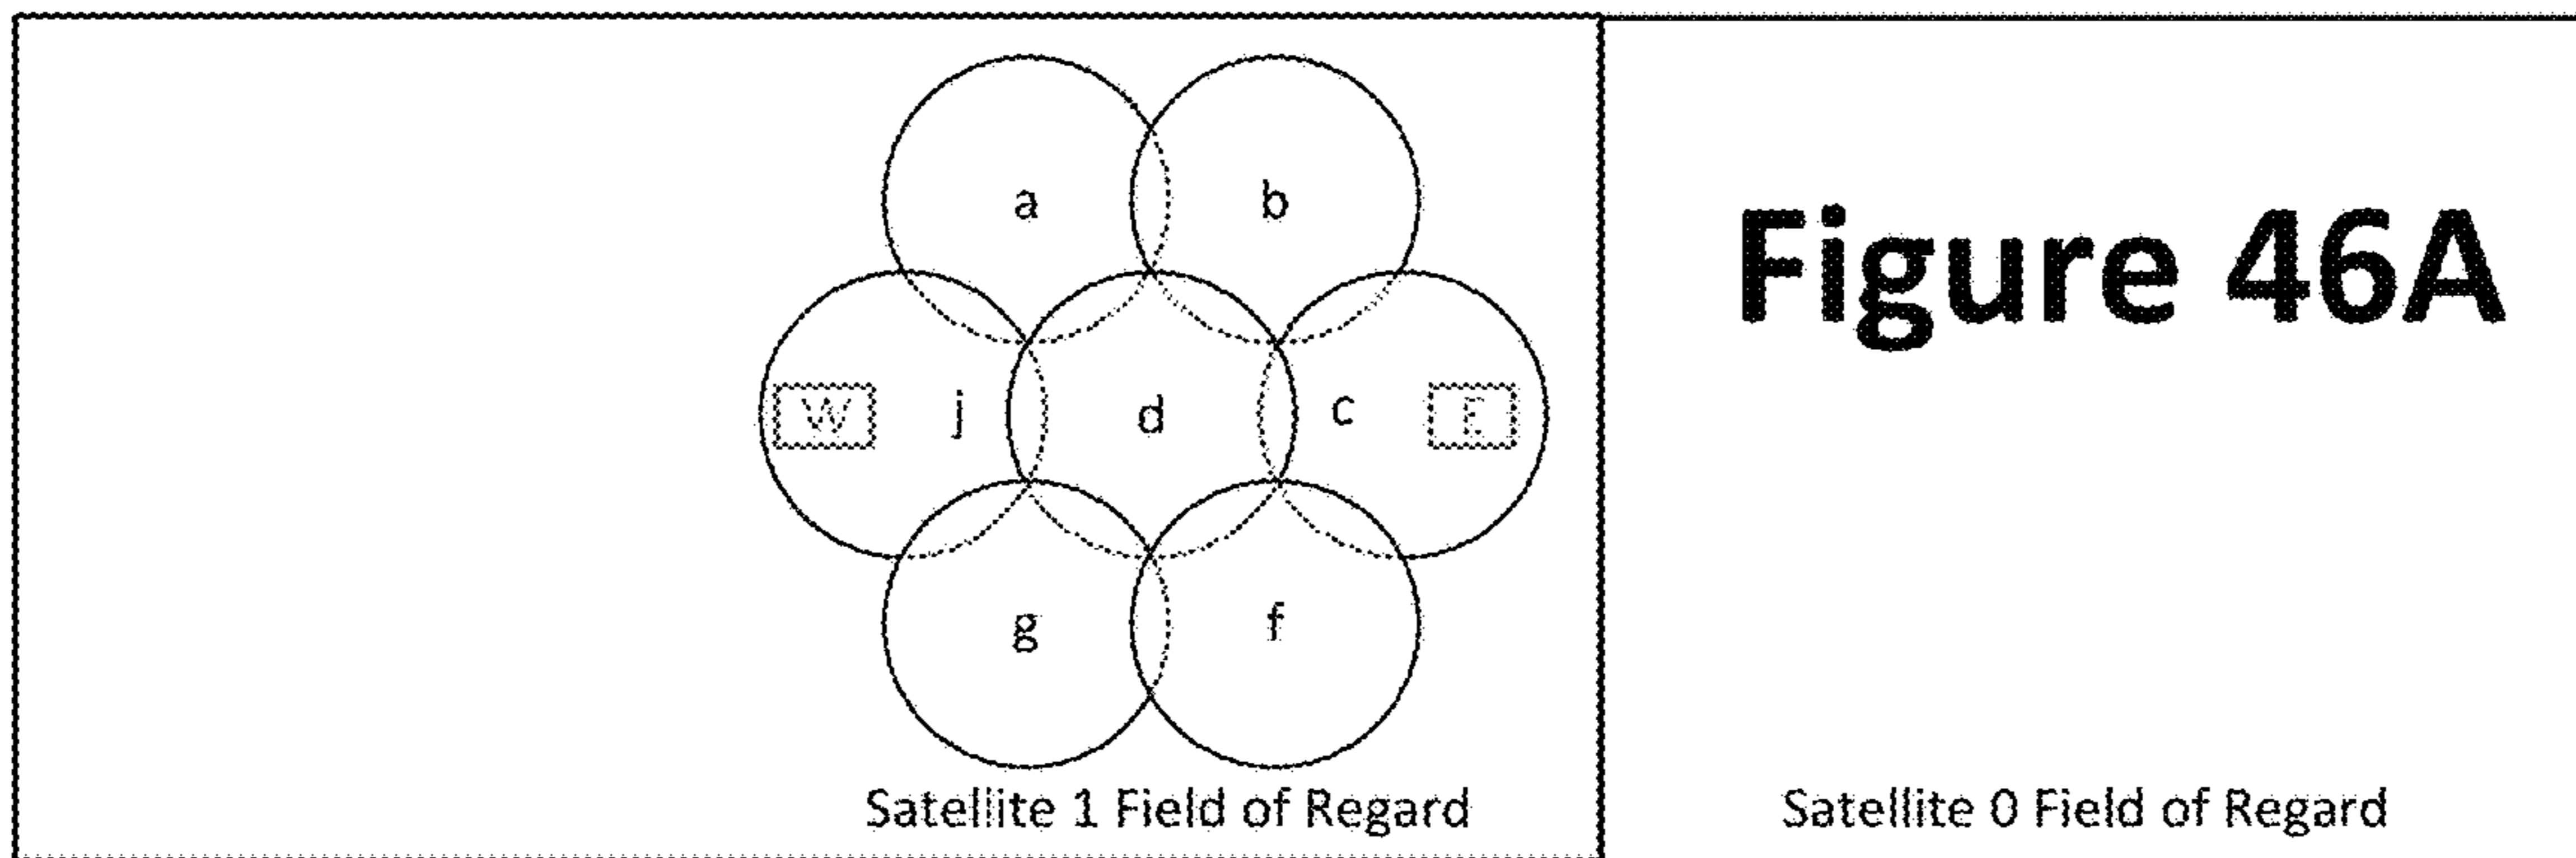 a b
Figure 46A
W j d c E
g f
Satellite 1 Field of Regard
Satellite 0 Field of Regard